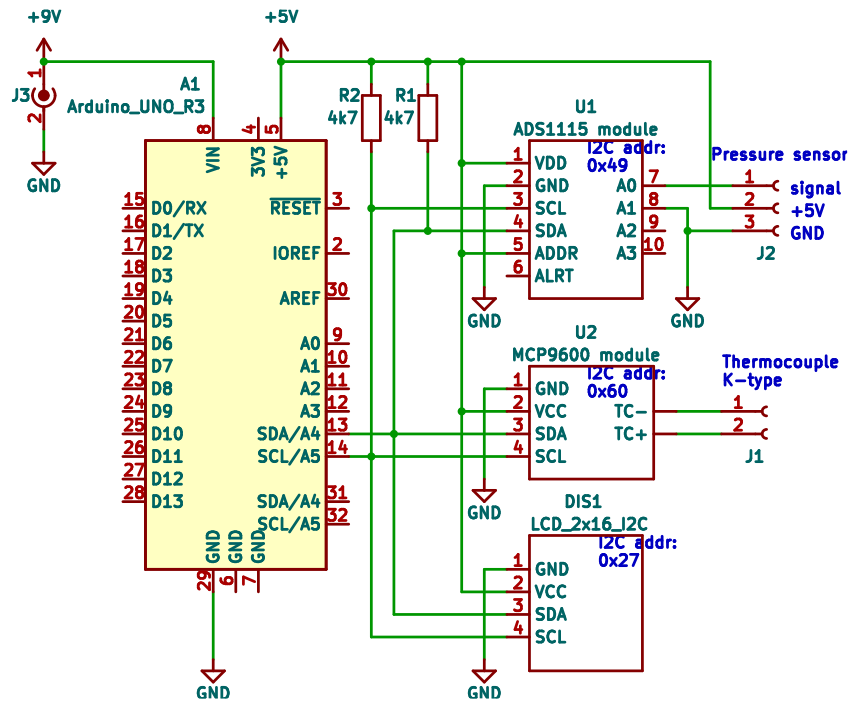 +9V
+5V
J3
1
2
GND
A1
Arduino_UNO_R3
8
VIN
4
3V3
5
+5V
15 D0/RX
16 D1/TX
17 D2
18 D3
19 D4
20 D5
21 D6
22 D7
23 D8
24 D9
25 D10
26 D11
27 D12
28 D13
RESET 3
IOREF 2
AREF 30
A0 9
A1 10
A2 11
A3 12
SDA/A4 13
SCL/A5 14
SDA/A4 31
SCL/A5 32
GND
29
GND
6
GND
7
GND
R2
4k7
R1
4k7
U1
ADS1115 module
I2C addr:
0x49
1 VDD
2 GND
3 SCL
4 SDA
5 ADDR
6 ALRT
A0 7
A1 8
A2 9
A3 10
GND
GND
Pressure sensor
1 signal
2 +5V
3 GND
J2
U2
MCP9600 module
I2C addr:
0x60
1 GND
2 VCC
3 SDA
4 SCL
TC-
TC+
GND
Thermocouple
K-type
1
2
J1
DIS1
LCD_2x16_I2C
I2C addr:
0x27
1 GND
2 VCC
3 SDA
4 SCL
GND